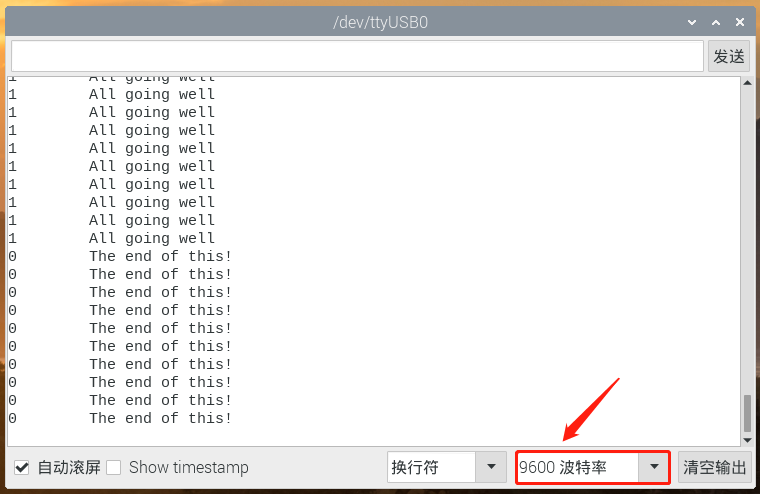 /dev/ttyUSB0
发送
1 All going well
1 All going well
1 All going well
1 All going well
1 All going well
1 All going well
1 All going well
1 All going well
1 All going well
1 All going well
0 The end of this!
0 The end of this!
0 The end of this!
0 The end of this!
0 The end of this!
0 The end of this!
0 The end of this!
0 The end of this!
0 The end of this!
0 The end of this!
自动滚屏 Show timestamp 换行符 9600 波特率 清空输出